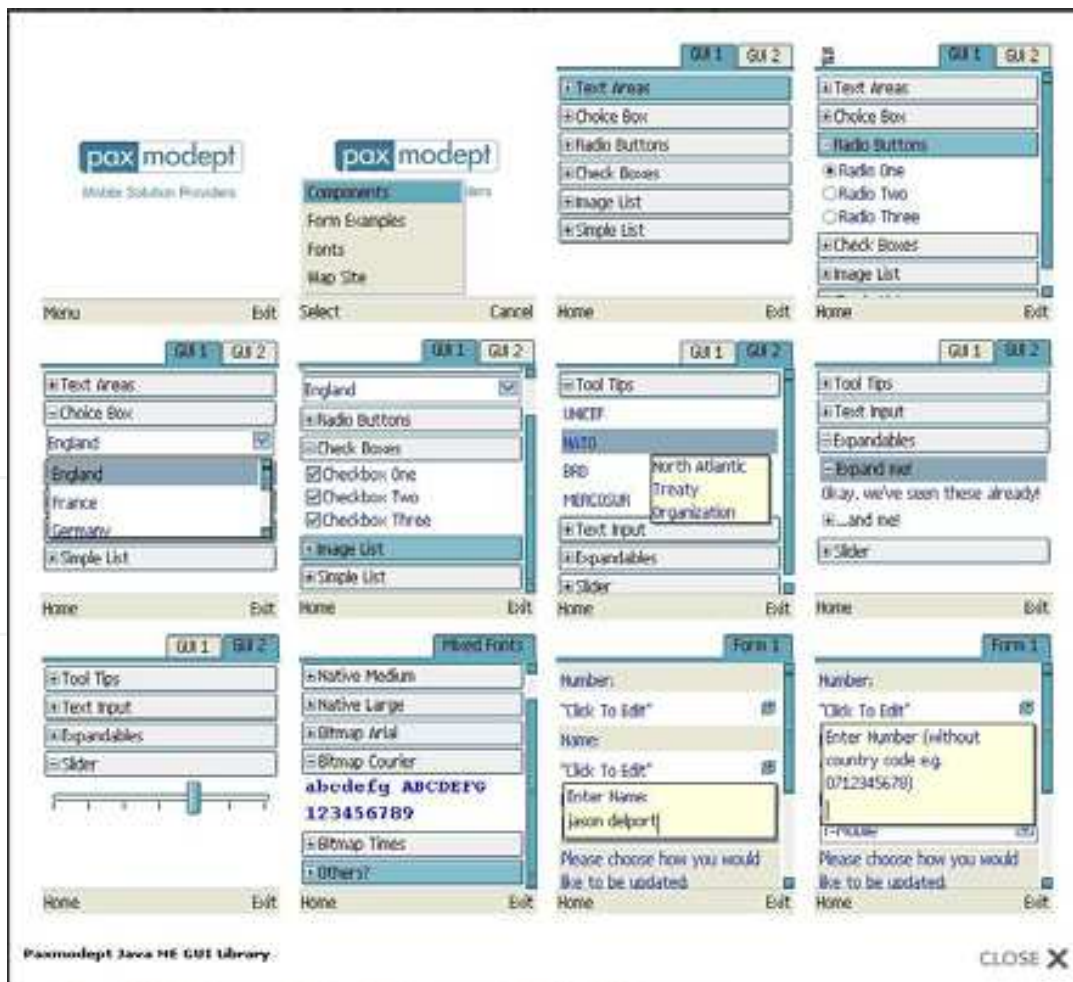 pax modept
Mobile Solution Providers
Menu Exit
pax modept
Components
Form Examples
Fonts
Map Site
Select Cancel
GUI 1 GUI 2
Text Areas
Choice Box
Radio Buttons
Check Boxes
Image List
Simple List
Home Exit
GUI 1 GUI 2
Text Areas
Choice Box
Radio Buttons
Radio One
Radio Two
Radio Three
Check Boxes
Image List
Home Exit
GUI 1 GUI 2
Text Areas
Choice Box
England
England
France
Germany
Simple List
Home Exit
GUI 1 GUI 2
England
Radio Buttons
Check Boxes
Checkbox One
Checkbox Two
Checkbox Three
Image List
Simple List
Home Exit
GUI 1 GUI 2
Tool Tips
UNICEF
NATO
North Atlantic
Treaty
Organization
BRD
MERCOSUR
Text Input
Expandables
Slider
Home Exit
GUI 1 GUI 2
Tool Tips
Text Input
Expandables
Expand me!
Okay, we've seen these already!
...and me!
Slider
Home Exit
GUI 1 GUI 2
Tool Tips
Text Input
Expandables
Slider
Home Exit
Mixed Fonts
Native Medium
Native Large
Bitmap Arial
Bitmap Courier
abcdefg ABCDEFG
123456789
Bitmap Times
Others?
Home Exit
Form 1
Number:
"Click To Edit"
Name:
"Click To Edit"
Enter Name:
jason delport
Please choose how you would
like to be updated
Home Exit
Form 1
Number:
"Click To Edit"
Enter Number (without
country code e.g.
0712345678)
T-Mobile
Please choose how you would
like to be updated
Home Exit
Paxmodept Java ME GUI Library
CLOSE X